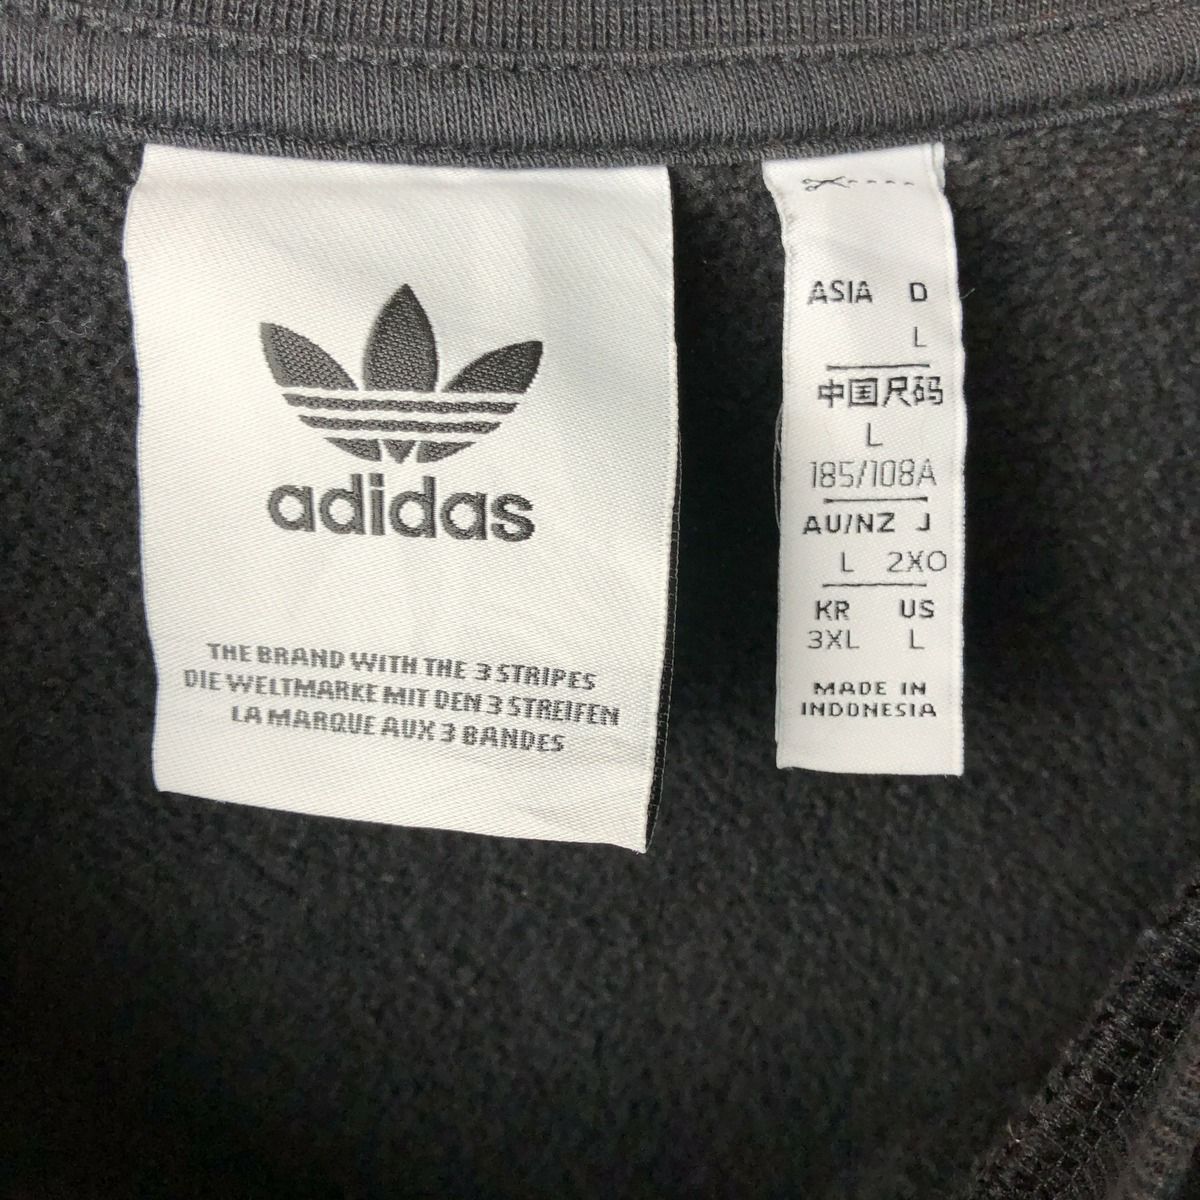 adidas
THE BRAND WITH THE 3 STRIPES
DIE WELTMARKE MIT DEN 3 STREIFEN
LA MARQUE AUX 3 BANDES
ASIA D
L
中国尺码
L
185/108A
AU/NZ J
L 2XO
KR US
3XL L
MADE IN
INDONESIA